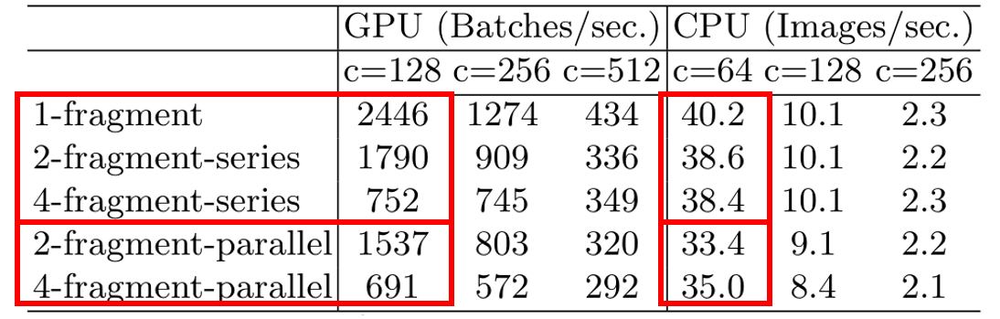 GPU (Batches/sec.) CPU (Images/sec.)
c=128 c=256 c=512 c=64 c=128 c=256
1-fragment 2446 1274 434 40.2 10.1 2.3
2-fragment-series 1790 909 336 38.6 10.1 2.2
4-fragment-series 752 745 349 38.4 10.1 2.3
2-fragment-parallel 1537 803 320 33.4 9.1 2.2
4-fragment-parallel 691 572 292 35.0 8.4 2.1